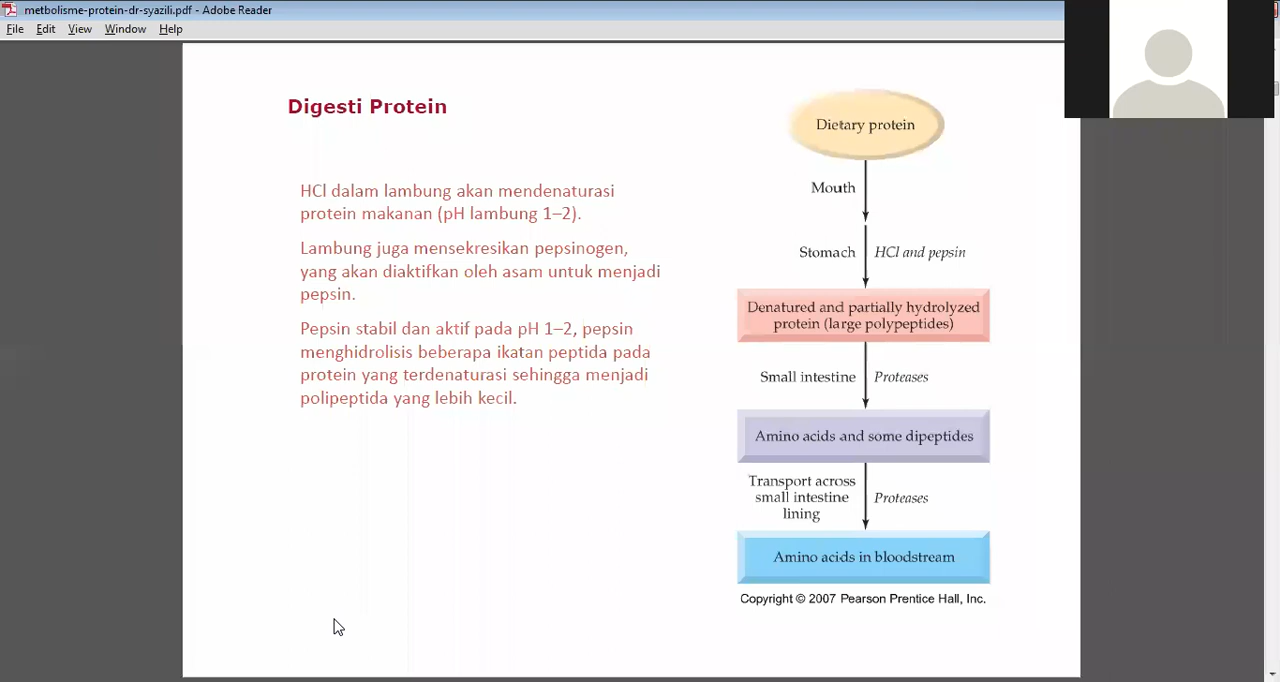 metbolisme-protein-dr-syazili.pdf - Adobe Reader
File Edit View Window Help
Digesti Protein
HCl dalam lambung akan mendenaturasi
protein makanan (pH lambung 1–2).
Lambung juga mensekresikan pepsinogen,
yang akan diaktifkan oleh asam untuk menjadi
pepsin.
Pepsin stabil dan aktif pada pH 1–2, pepsin
menghidrolisis beberapa ikatan peptida pada
protein yang terdenaturasi sehingga menjadi
polipeptida yang lebih kecil.
Dietary protein
Mouth
Stomach HCl and pepsin
Denatured and partially hydrolyzed
protein (large polypeptides)
Small intestine Proteases
Amino acids and some dipeptides
Transport across
small intestine Proteases
lining
Amino acids in bloodstream
Copyright © 2007 Pearson Prentice Hall, Inc.